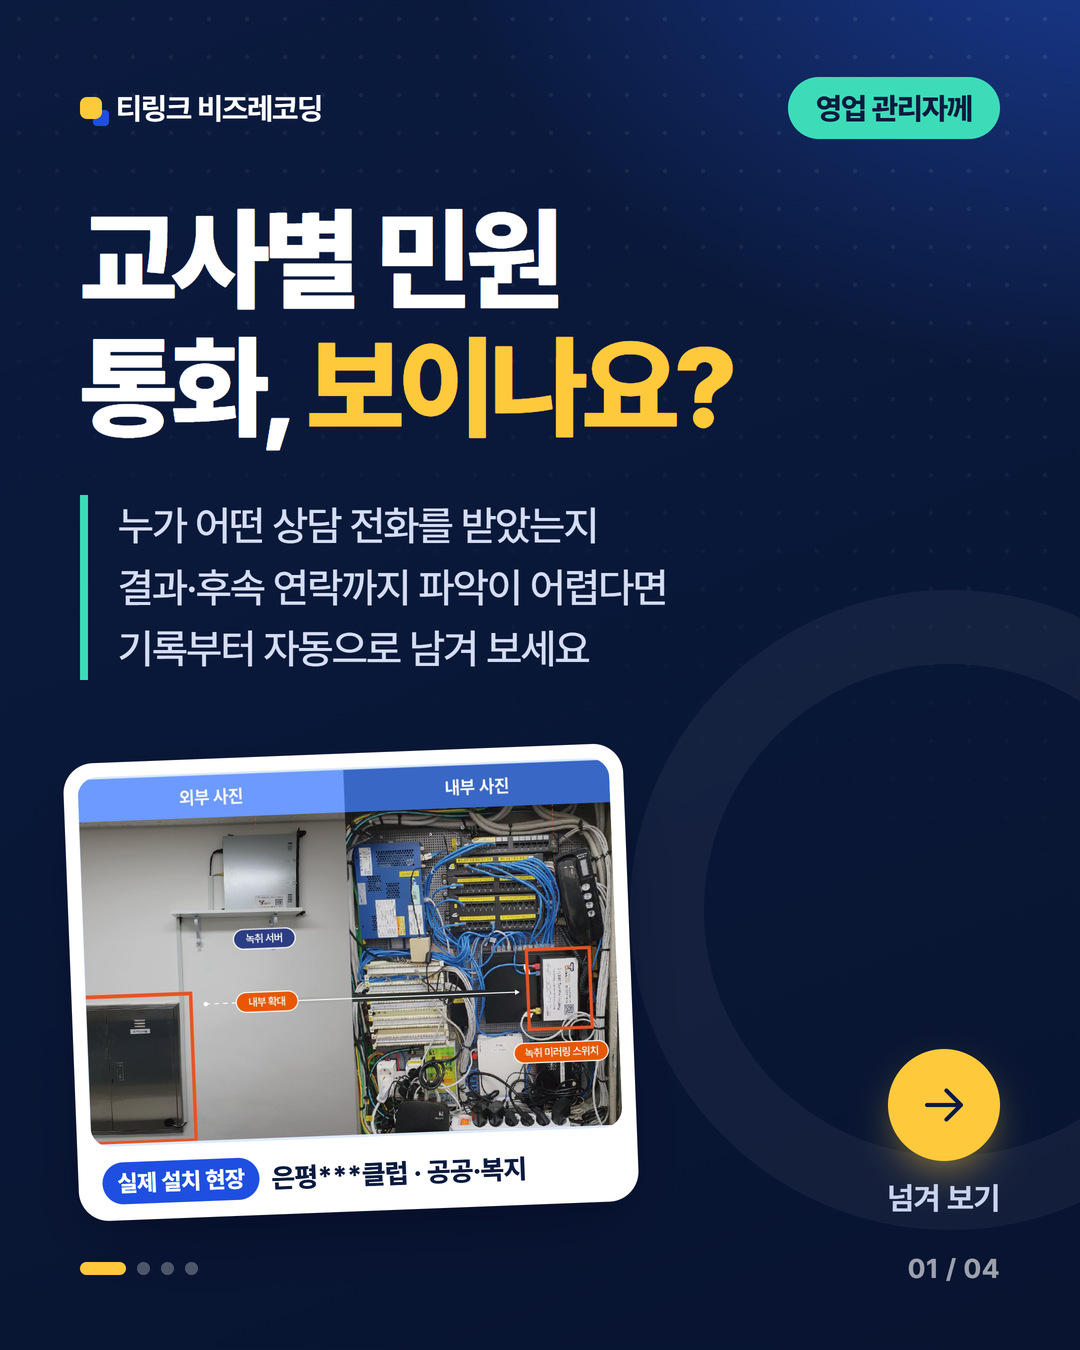 티링크 비즈레코딩
영업 관리자께
교사별 민원
통화, 보이나요?
누가 어떤 상담 전화를 받았는지
결과·후속 연락까지 파악이 어렵다면
기록부터 자동으로 남겨 보세요
외부 사진
내부 사진
녹취 서버
내부 확대
녹취 미러링 스위치
실제 설치 현장
은평***클럽 · 공공·복지
넘겨 보기
01 / 04